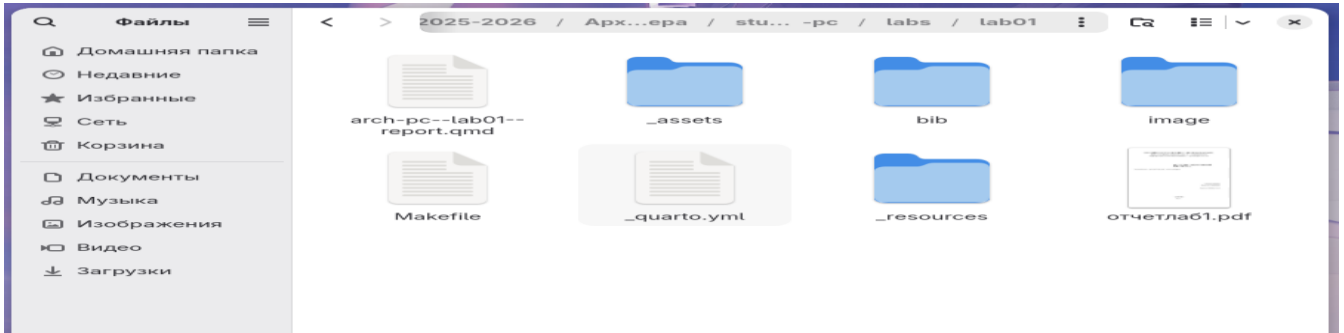 Файлы
2025-2026 / Арх...ера / stu... -pc / labs / lab01
Домашняя папка
Недавние
Избранные
Сеть
Корзина
Документы
Музыка
Изображения
Видео
Загрузки
arch-pc--lab01--
report.qmd
_assets
bib
image
Makefile
_quarto.yml
_resources
отчетлаб1.pdf